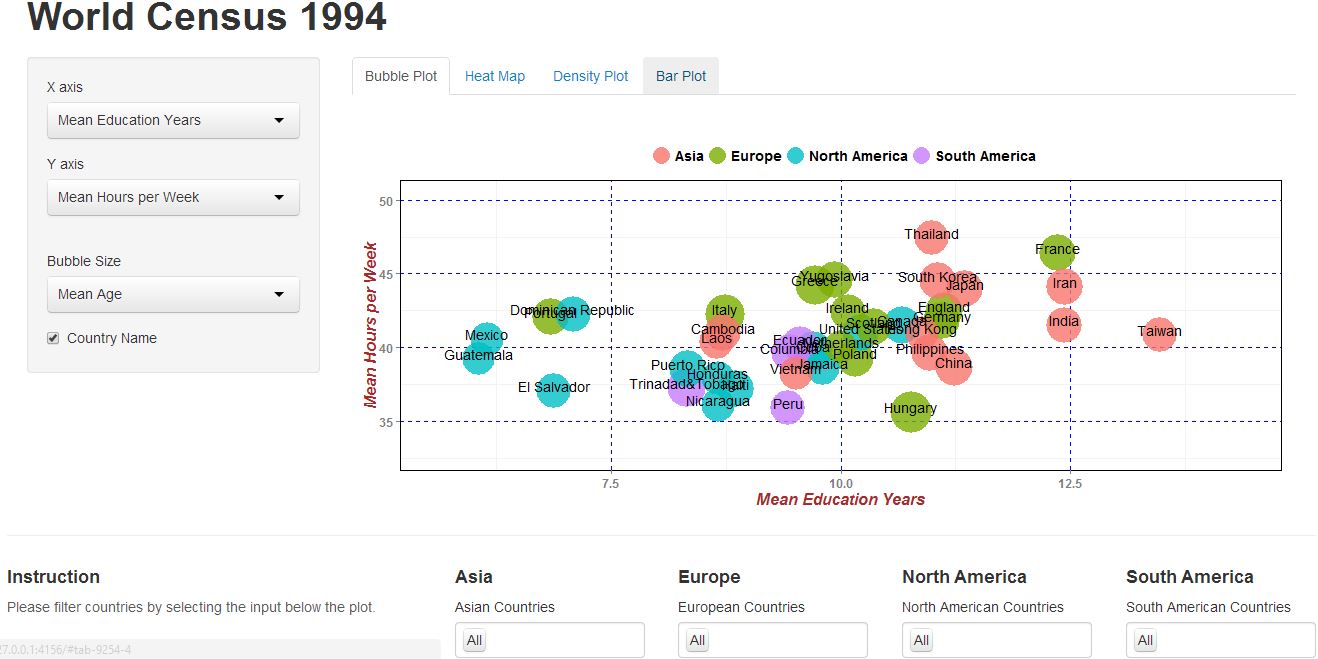 World Census 1994
X axis
Mean Education Years
Y axis
Mean Hours per Week
Bubble Size
Mean Age
Country Name
Bubble Plot
Heat Map
Density Plot
Bar Plot
Asia
Europe
North America
South America
Mean Hours per Week
50
45
40
35
Thailand
France
Yugoslavia
Greece
South Korea
Japan
Iran
Dominican Republic
Portugal
Italy
Ireland
England
Germany
Scotland
Canada
Hong Kong
United States
India
Taiwan
Mexico
Cambodia
Laos
Guatemala
Ecuador
Columbia
Cuba
Poland
Philippines
China
Puerto Rico
Honduras
Jamaica
Vietnam
El Salvador
Trinadad&Tobago
Haiti
Nicaragua
Peru
Hungary
7.5
10.0
12.5
Mean Education Years
Instruction
Please filter countries by selecting the input below the plot.
Asia
Asian Countries
All
Europe
European Countries
All
North America
North American Countries
All
South America
South American Countries
All
27.0.0.1:4156/#tab-9254-4